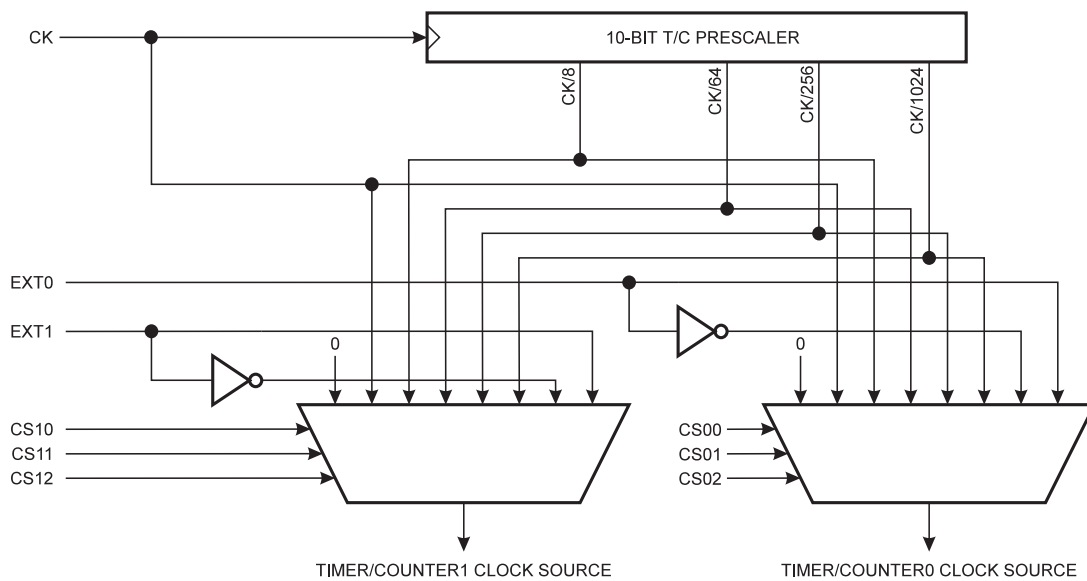 CK
10-BIT T/C PRESCALER
CK/8
CK/64
CK/256
CK/1024
EXT0
EXT1
0
0
CS10
CS11
CS12
CS00
CS01
CS02
TIMER/COUNTER1 CLOCK SOURCE
TIMER/COUNTER0 CLOCK SOURCE